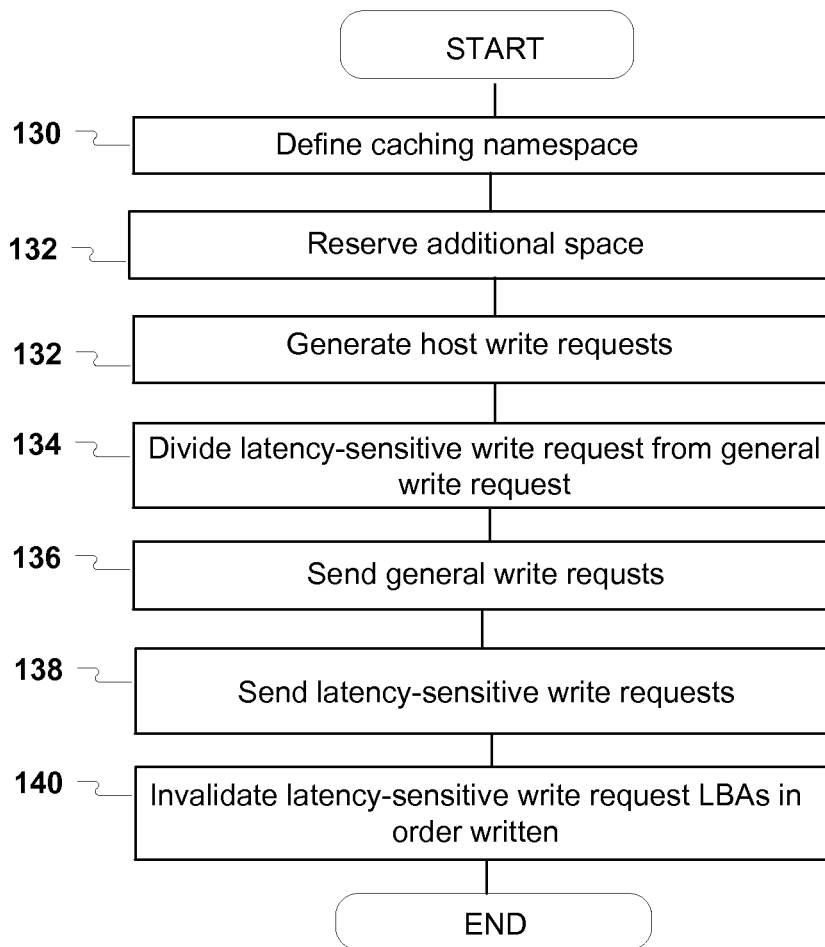 START
130 Define caching namespace
132 Reserve additional space
132 Generate host write requests
134 Divide latency-sensitive write request from general
write request
136 Send general write requsts
138 Send latency-sensitive write requests
140 Invalidate latency-sensitive write request LBAs in
order written
END